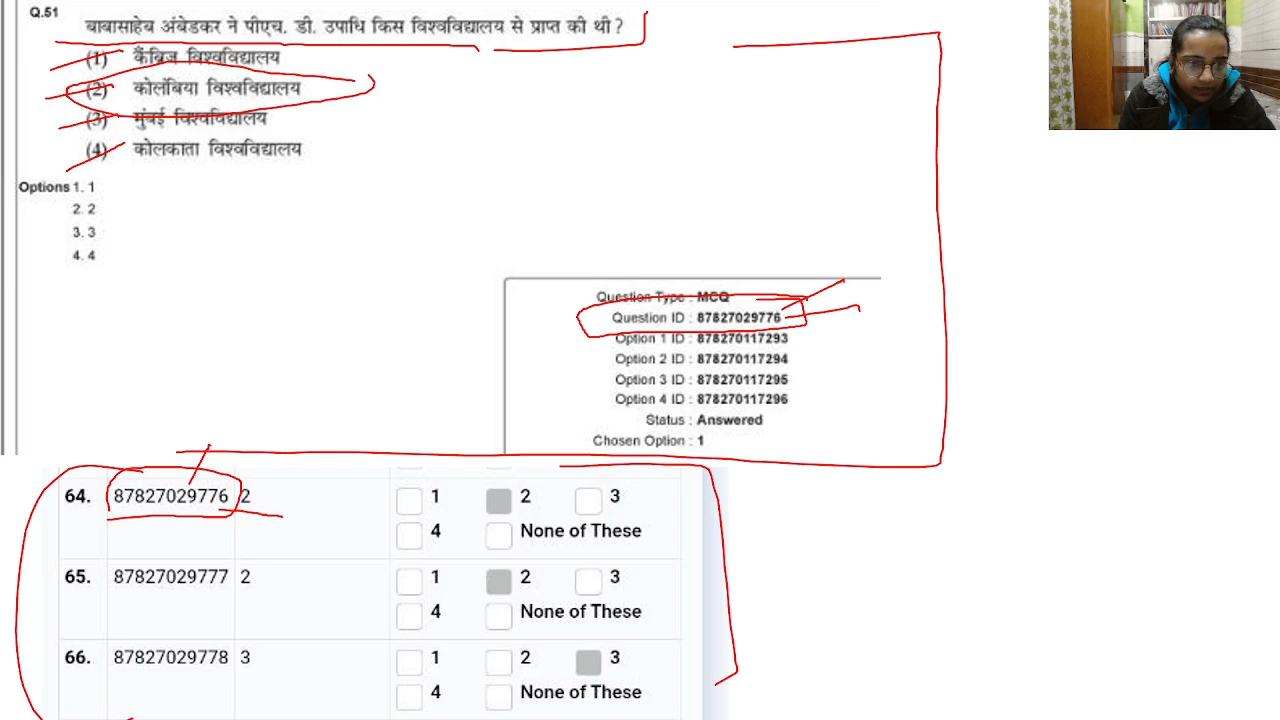 Q.51
बाबासाहेब अंबेडकर ने पीएच. डी. उपाधि किस विश्वविद्यालय से प्राप्त की थी ?
(1) कैंब्रिज विश्वविद्यालय
(2) कोलंबिया विश्वविद्यालय
(3) मुंबई विश्वविद्यालय
(4) कोलकाता विश्वविद्यालय
Options 1. 1
2. 2
3. 3
4. 4
Question Type : MCQ
Question ID : 87827029776
Option 1 ID : 878270117293
Option 2 ID : 878270117294
Option 3 ID : 878270117295
Option 4 ID : 878270117296
Status : Answered
Chosen Option : 1
64. 87827029776 2 1 2 3
4 None of These
65. 87827029777 2 1 2 3
4 None of These
66. 87827029778 3 1 2 3
4 None of These